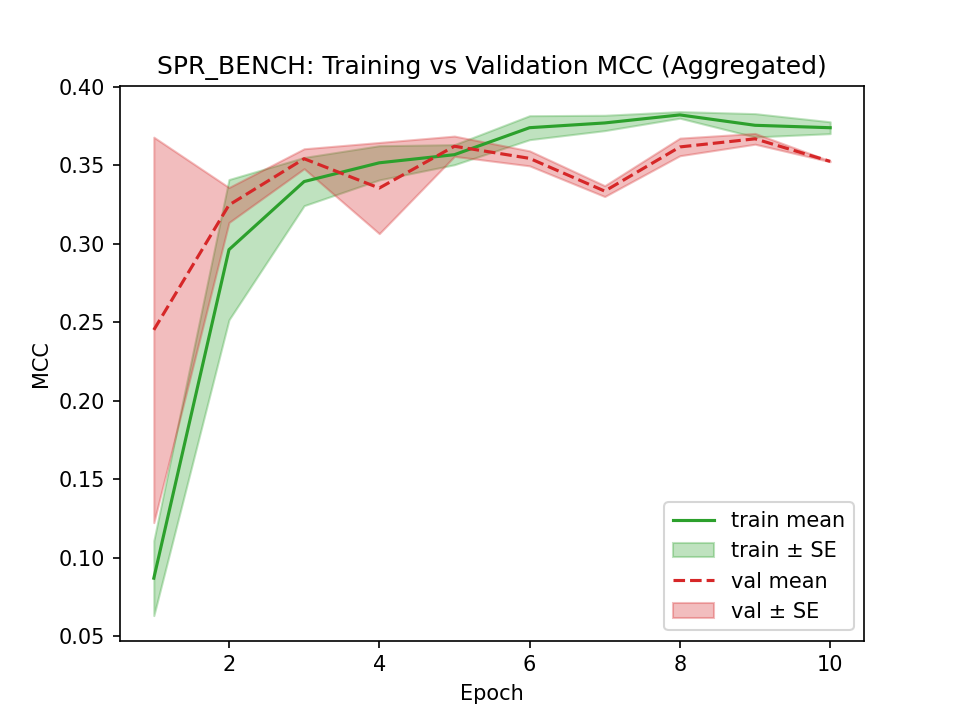 SPR_BENCH: Training vs Validation MCC (Aggregated)
0.40
0.35
0.30
0.25
0.20
0.15
0.10
0.05
MCC
2
4
6
8
10
Epoch
train mean
train ± SE
val mean
val ± SE